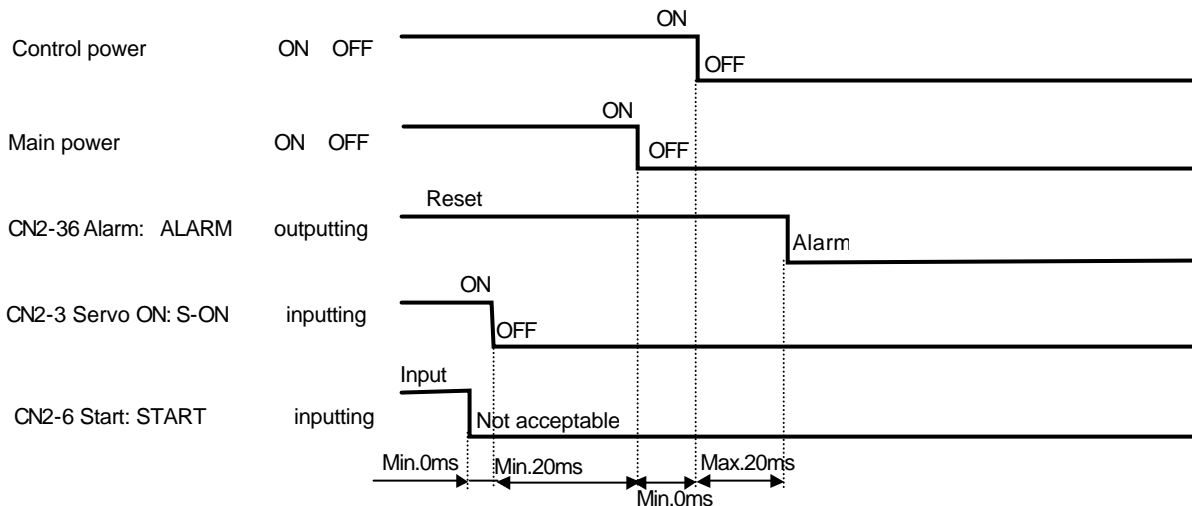 ON
Control power ON OFF
OFF
ON
Main power ON OFF
OFF
Reset
CN2-36 Alarm: ALARM outputting
Alarm
ON
CN2-3 Servo ON: S-ON inputting
OFF
Input
CN2-6 Start: START inputting
Not acceptable
Min.0ms Min.20ms Max.20ms
Min.0ms